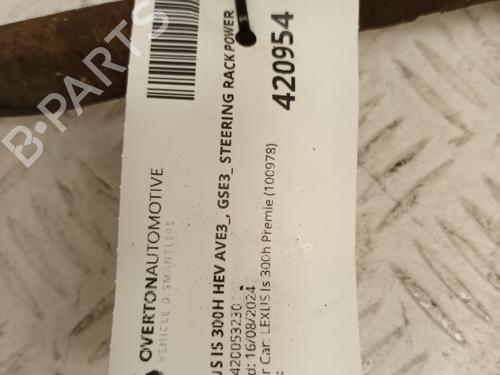 OVERTONAUTOMOTIVE
VEHICLE DISMANTLERS
US IS 300H HEV AVE3_, GSE3_ STEERING RACK POWER
420053230
d: 16/08/2024
r Car: LEXUS Is 300h Premie (100978)
420954
B-PARTS